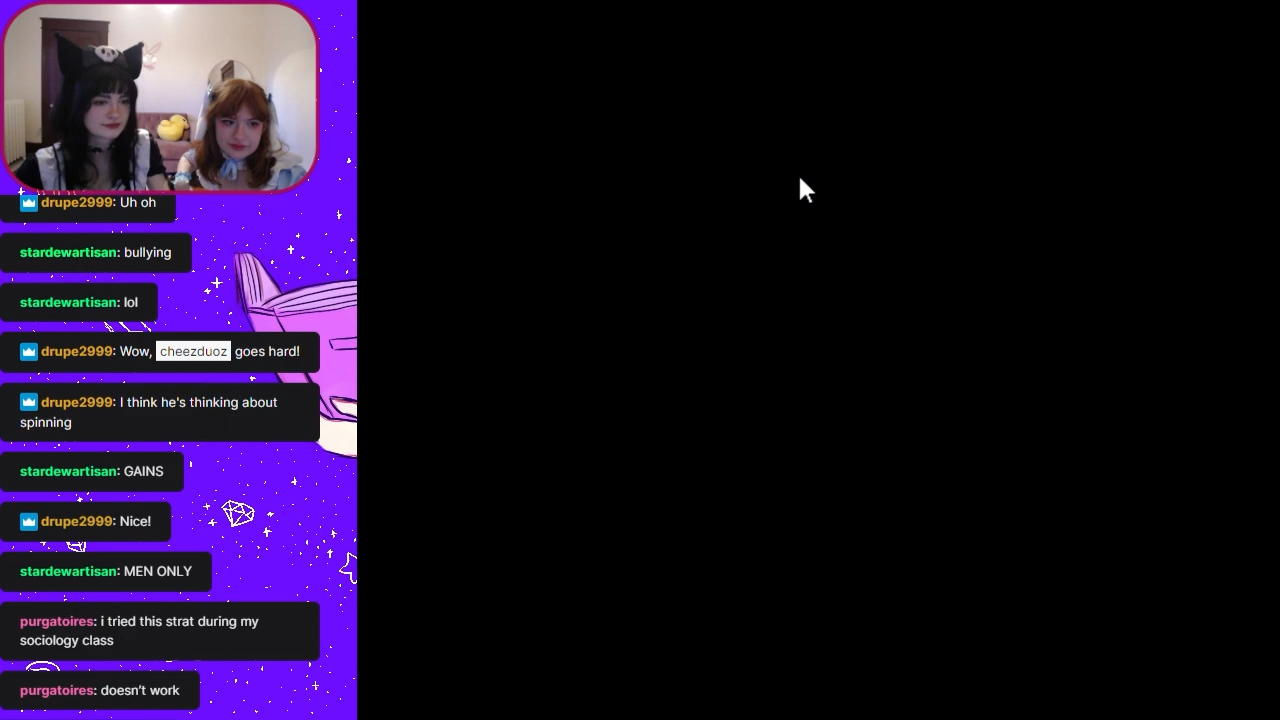 drupe2999: Uh oh
stardewartisan: bullying
stardewartisan: lol
drupe2999: Wow, cheezduoz goes hard!
drupe2999: I think he's thinking about
spinning
stardewartisan: GAINS
drupe2999: Nice!
stardewartisan: MEN ONLY
purgatoires: i tried this strat during my
sociology class
purgatoires: doesn't work